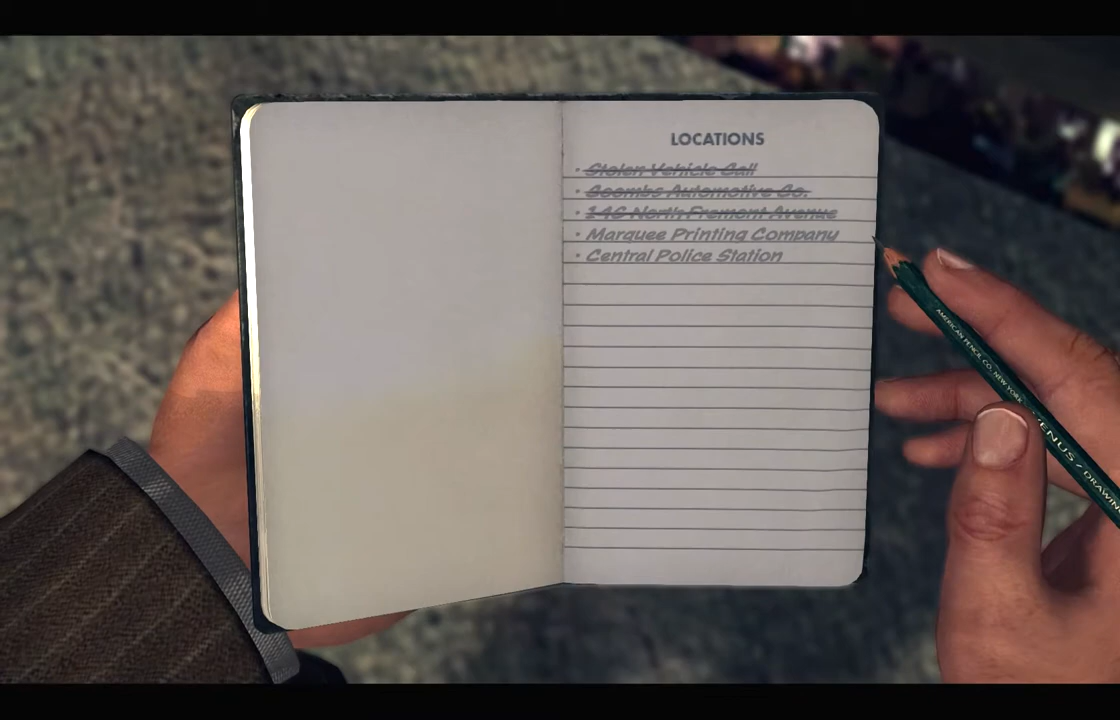 LOCATIONS
· Stolen Vehicle Call
· Coombs Automotive Co.
· 146 North Fremont Avenue
· Marquee Printing Company
· Central Police Station
AMERICAN PENCIL CO. NEW YORK VENUS / DRAWING